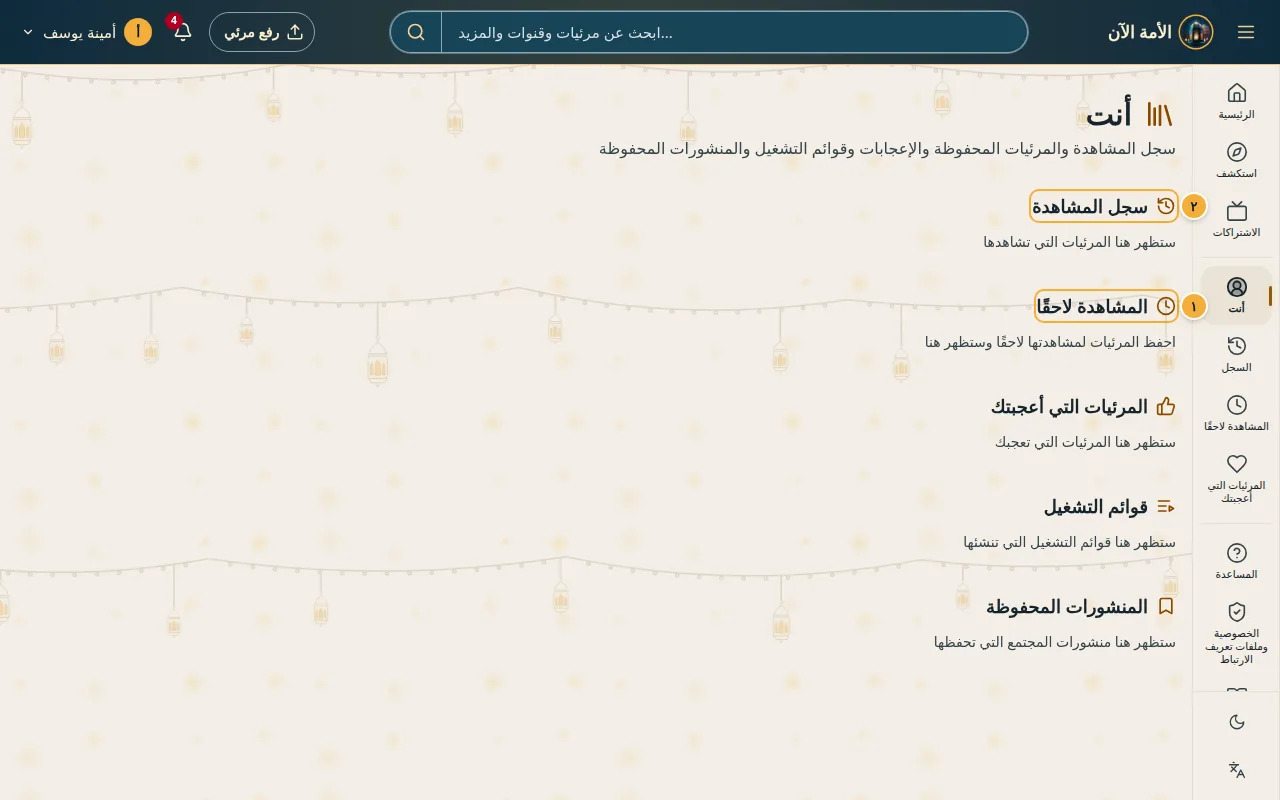 الأمة الآن
ابحث عن مرئيات وقنوات والمزيد...
رفع مرئي
4
أ
أمينة يوسف
الرئيسية
استكشف
الاشتراكات
أنت
السجل
المشاهدة لاحقًا
المرئيات التي
أعجبتك
المساعدة
الخصوصية
وملفات تعريف
الارتباط
أنت
سجل المشاهدة والمرئيات المحفوظة والإعجابات وقوائم التشغيل والمنشورات المحفوظة
٢
سجل المشاهدة
ستظهر هنا المرئيات التي تشاهدها
١
المشاهدة لاحقًا
احفظ المرئيات لمشاهدتها لاحقًا وستظهر هنا
المرئيات التي أعجبتك
ستظهر هنا المرئيات التي تعجبك
قوائم التشغيل
ستظهر هنا قوائم التشغيل التي تنشئها
المنشورات المحفوظة
ستظهر هنا منشورات المجتمع التي تحفظها